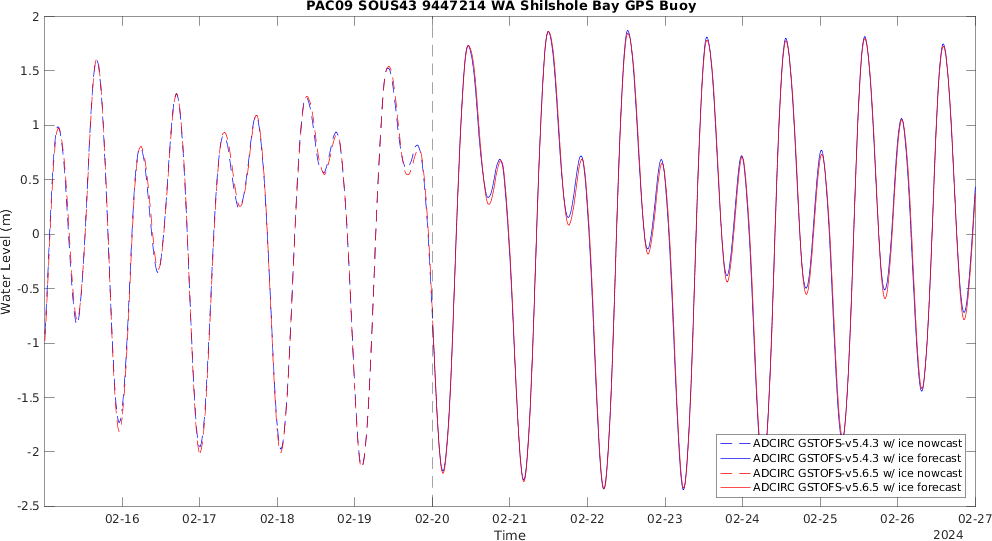 PAC09 SOUS43 9447214 WA Shilshole Bay GPS Buoy
Water Level (m)
2
1.5
1
0.5
0
-0.5
-1
-1.5
-2
-2.5
ADCIRC GSTOFS-v5.4.3 w/ ice nowcast
ADCIRC GSTOFS-v5.4.3 w/ ice forecast
ADCIRC GSTOFS-v5.6.5 w/ ice nowcast
ADCIRC GSTOFS-v5.6.5 w/ ice forecast
02-16 02-17 02-18 02-19 02-20 02-21 02-22 02-23 02-24 02-25 02-26 02-27
Time
2024